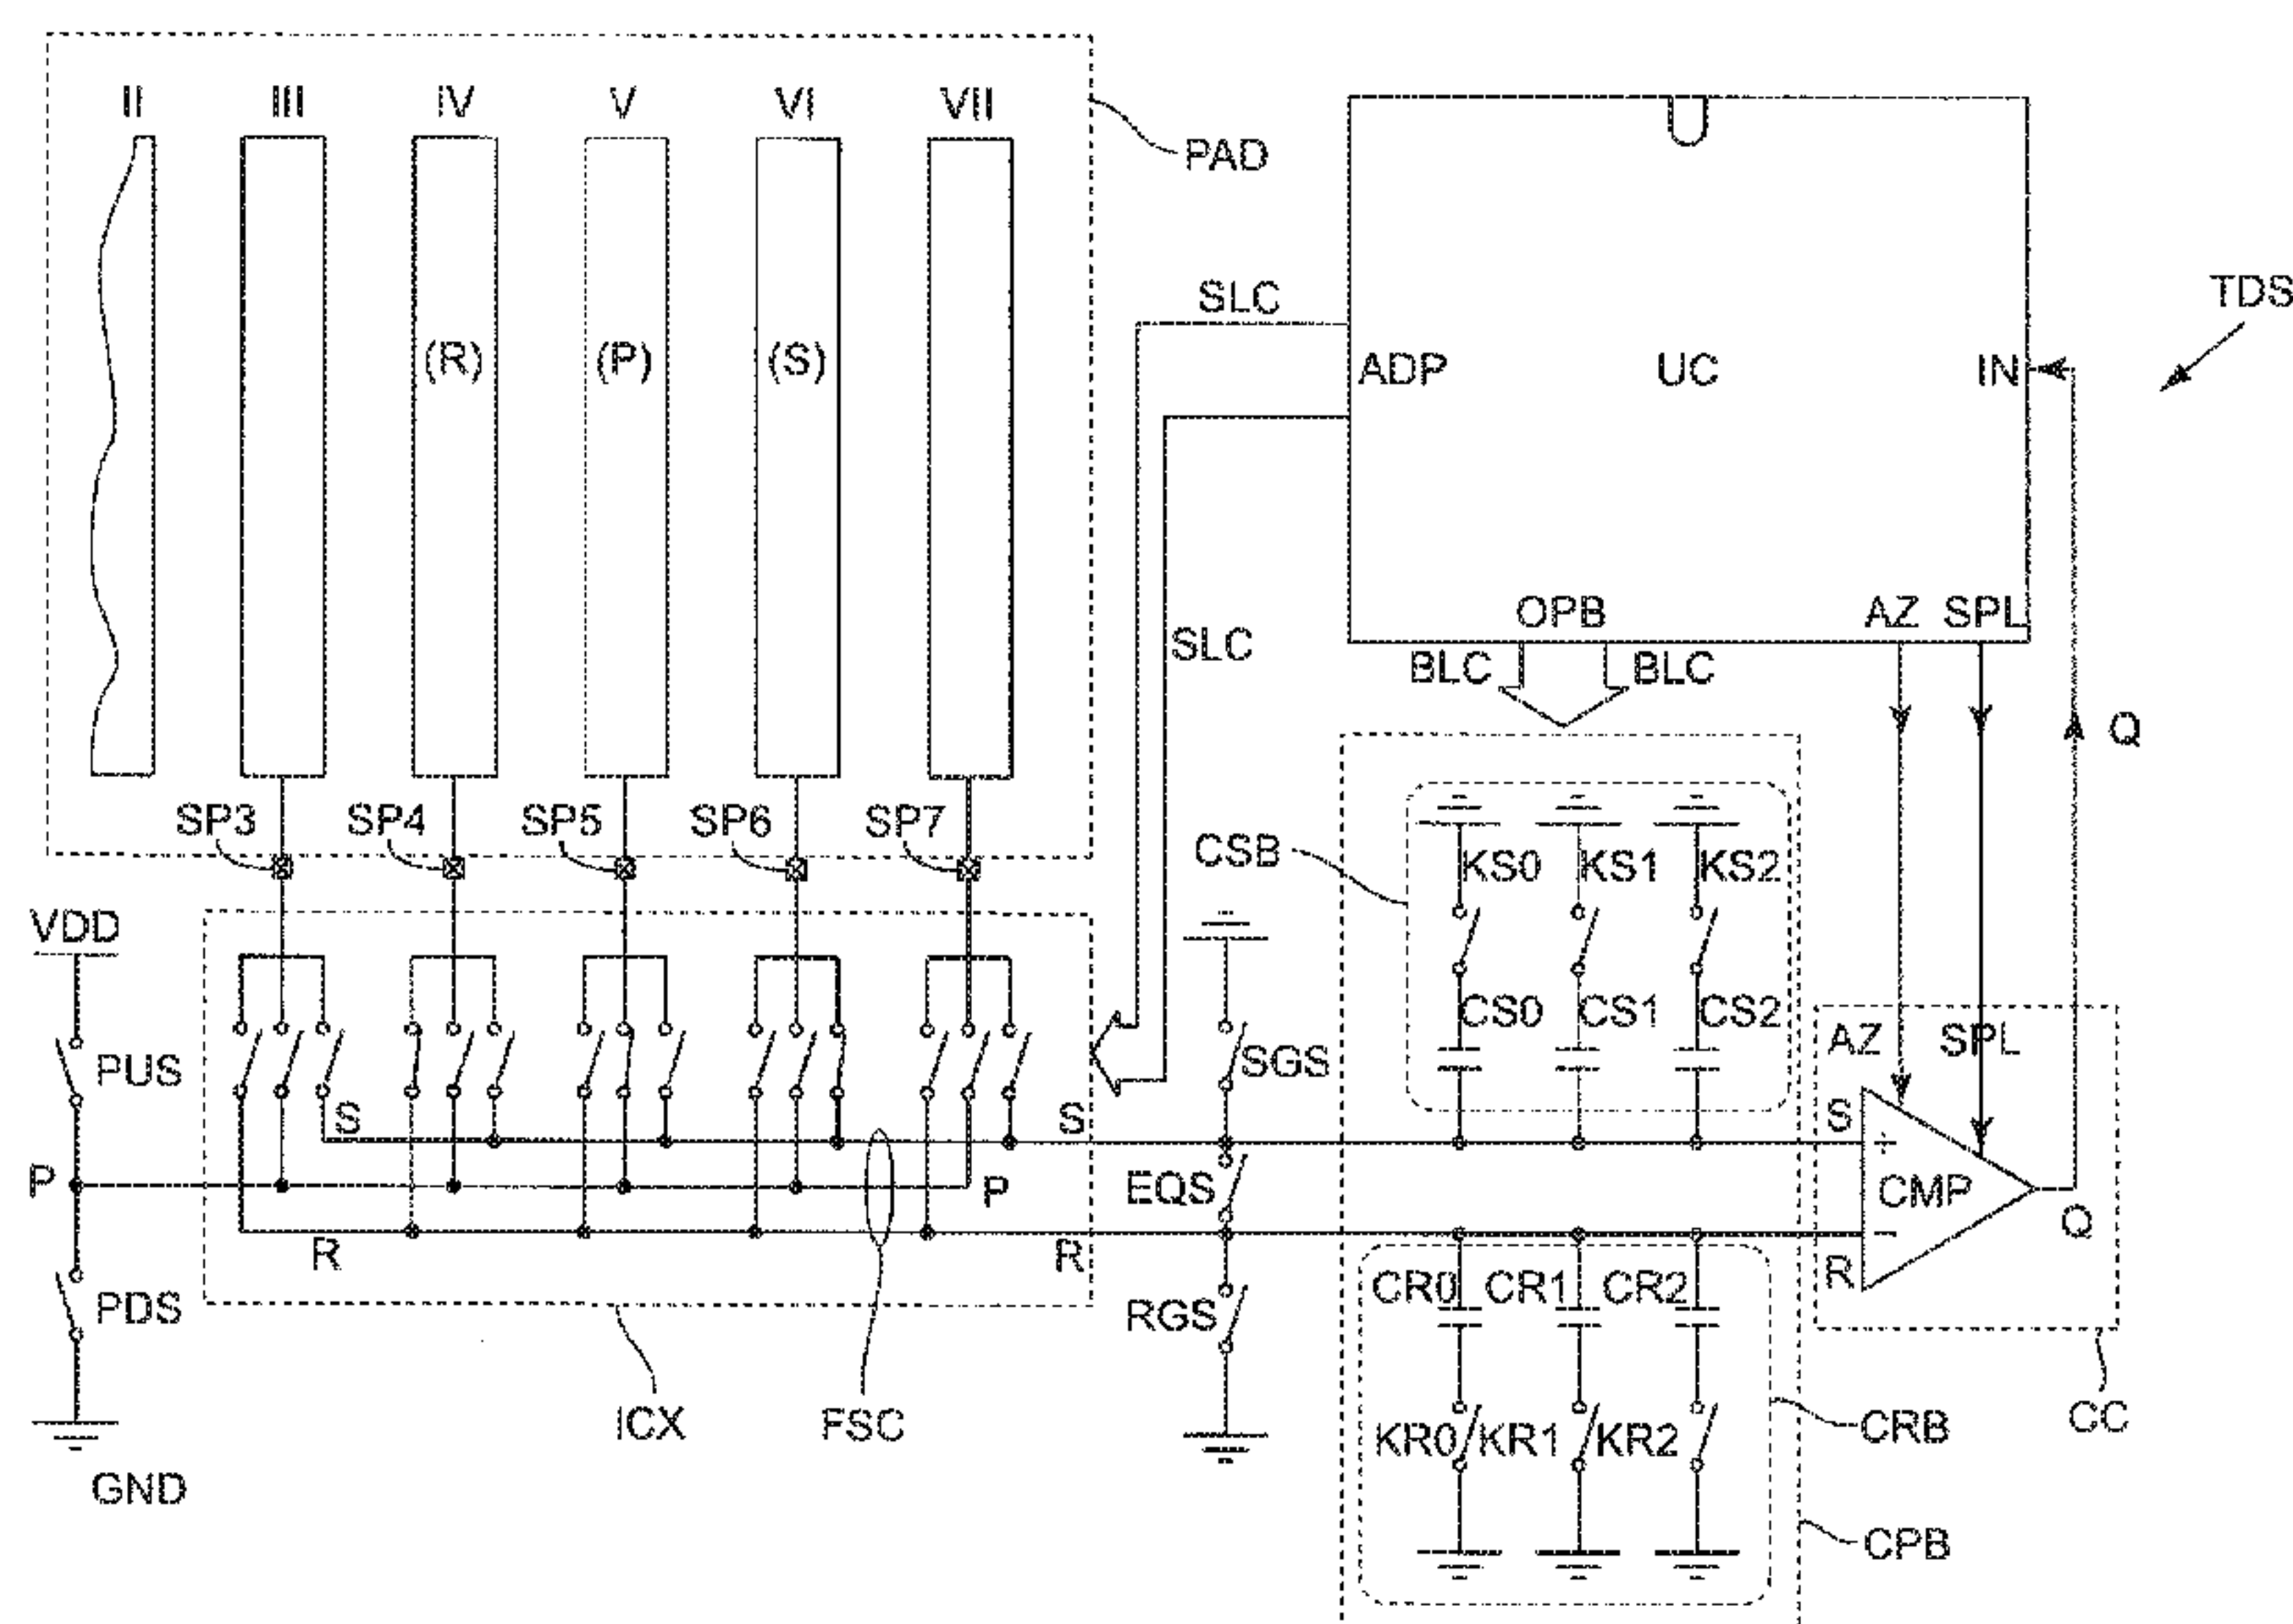 II III IV V VI VII
PAD
(R) (P) (S)
SLC
ADP UC IN
TDS
OPB AZ SPL
SLC
BLC BLC
Q
SP3 SP4 SP5 SP6 SP7
CSB
KS0 KS1 KS2
VDD
CS0 CS1 CS2
AZ SPL
PUS
SGS
S S S
+
P
EQS
CMP
P
Q
R R R
−
CR0 CR1 CR2
PDS
RGS
ICX FSC
KR0 KR1 KR2
CRB
CC
GND
CPB